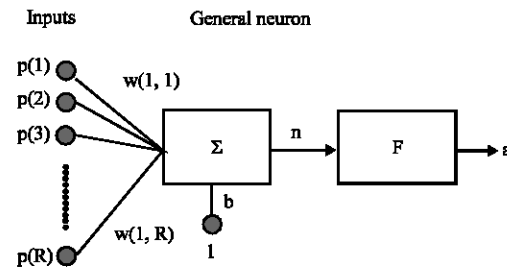 Inputs
General neuron
p(1)
w(1, 1)
p(2)
p(3)
Σ
n
F
a
b
w(1, R)
p(R)
1